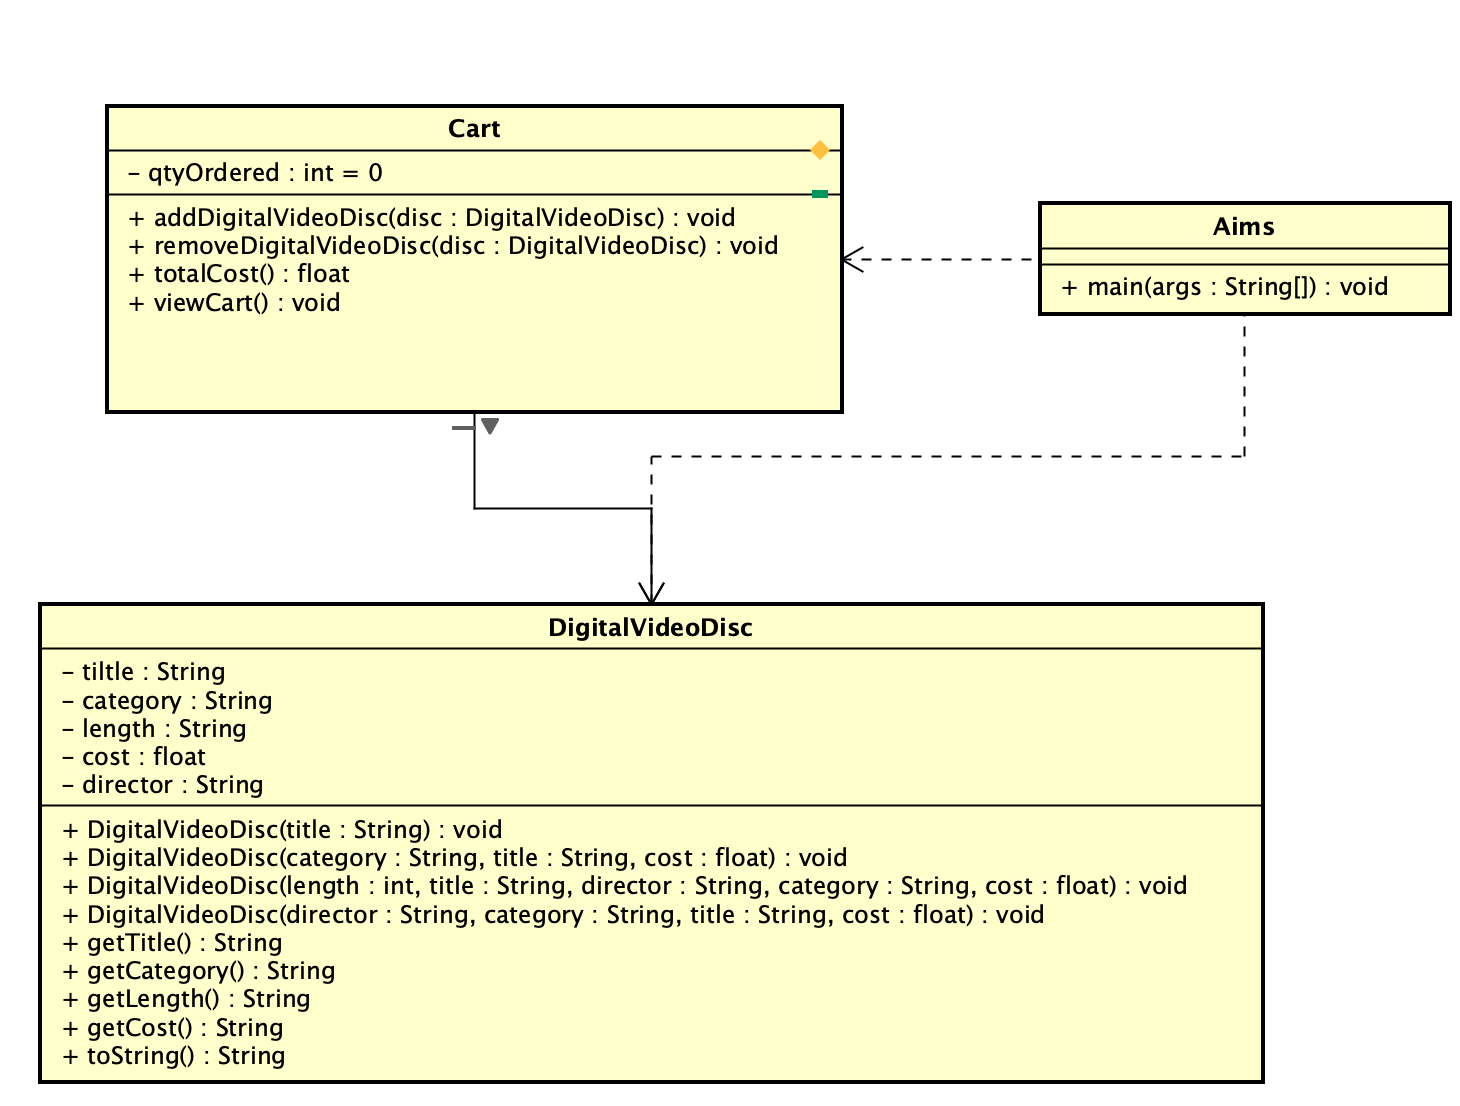 Cart
– qtyOrdered : int = 0
+ addDigitalVideoDisc(disc : DigitalVideoDisc) : void
+ removeDigitalVideoDisc(disc : DigitalVideoDisc) : void
+ totalCost() : float
+ viewCart() : void
Aims
+ main(args : String[]) : void
DigitalVideoDisc
– tiltle : String
– category : String
– length : String
– cost : float
– director : String
+ DigitalVideoDisc(title : String) : void
+ DigitalVideoDisc(category : String, title : String, cost : float) : void
+ DigitalVideoDisc(length : int, title : String, director : String, category : String, cost : float) : void
+ DigitalVideoDisc(director : String, category : String, title : String, cost : float) : void
+ getTitle() : String
+ getCategory() : String
+ getLength() : String
+ getCost() : String
+ toString() : String